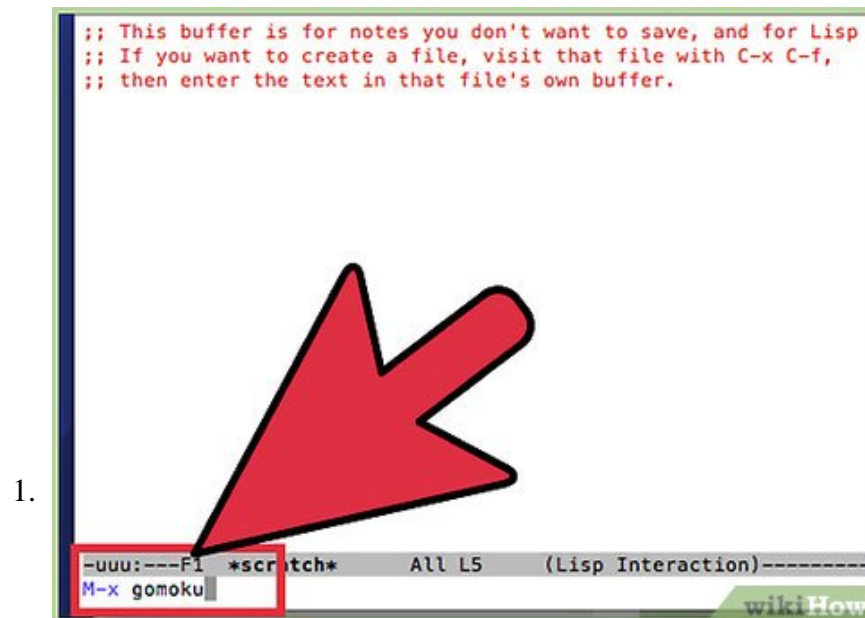 ;; This buffer is for notes you don't want to save, and for Lisp
;; If you want to create a file, visit that file with C-x C-f,
;; then enter the text in that file's own buffer.
1.
-uuu:---F1 *scratch* All L5 (Lisp Interaction)---------
M-x gomoku
wikiHow